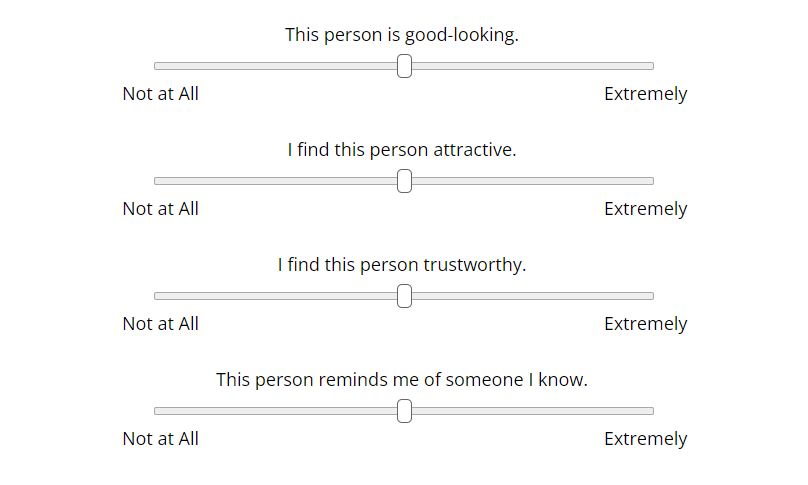 This person is good-looking.
Not at All Extremely
I find this person attractive.
Not at All Extremely
I find this person trustworthy.
Not at All Extremely
This person reminds me of someone I know.
Not at All Extremely